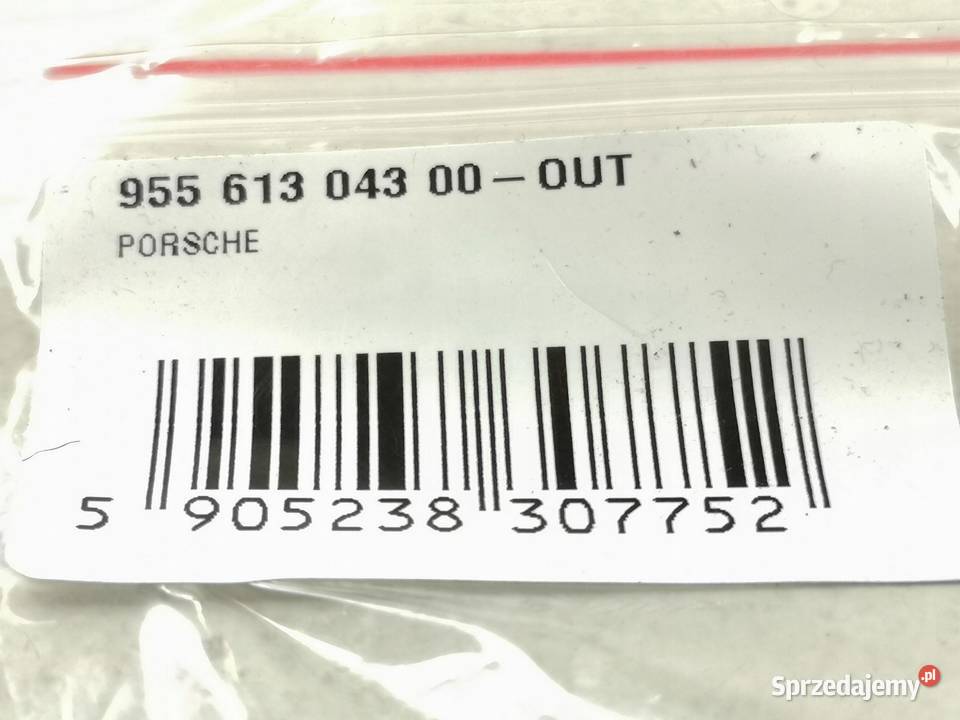 955 613 043 00 – OUT
PORSCHE
5 905238 307752
Sprzedajemy.pl